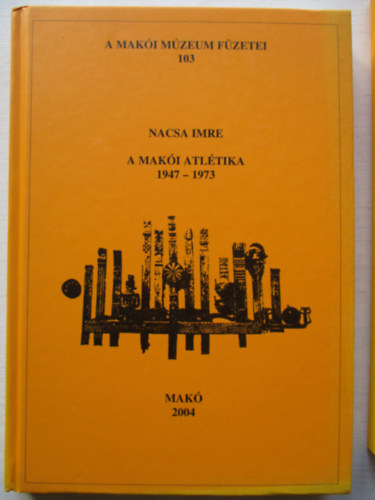 A MAKÓI MÚZEUM FÜZETEI
103
NACSA IMRE
A MAKÓI ATLÉTIKA
1947 – 1973
MAKÓ
2004